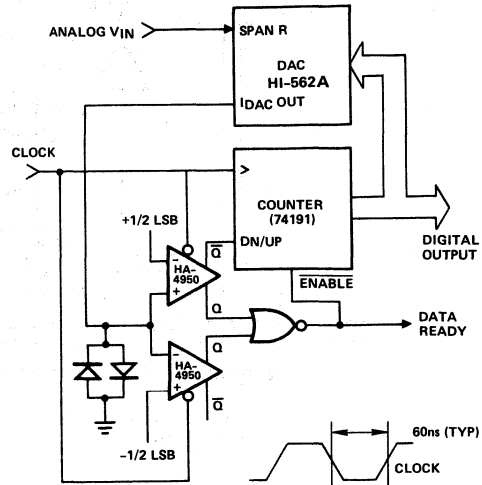 ANALOG VIN
SPAN R
DAC
HI-562A
IDAC OUT
CLOCK
>
COUNTER
(74191)
DN/UP
ENABLE
DIGITAL
OUTPUT
+1/2 LSB
Q
−
HA-
4950
+
Q
Q
DATA
READY
−
HA-
4950
+
Q
−1/2 LSB
60ns (TYP)
CLOCK